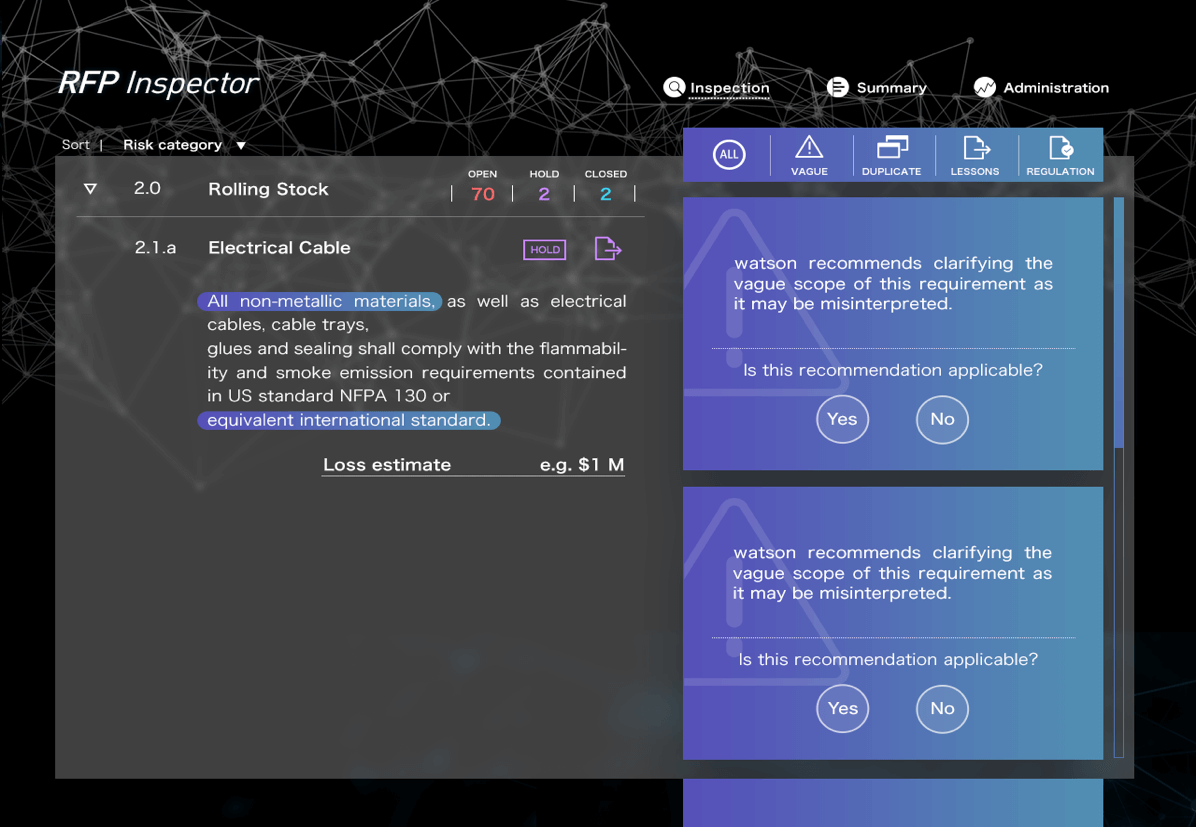 RFP Inspector
Inspection
Summary
Administration
Sort | Risk category ▼
ALL
VAGUE
DUPLICATE
LESSONS
REGULATION
2.0 Rolling Stock
OPEN HOLD CLOSED
70 2 2
2.1.a Electrical Cable
HOLD
All non-metallic materials, as well as electrical
cables, cable trays,
glues and sealing shall comply with the flammabil-
ity and smoke emission requirements contained
in US standard NFPA 130 or
equivalent international standard.
Loss estimate e.g. $1 M
watson recommends clarifying the
vague scope of this requirement as
it may be misinterpreted.
Is this recommendation applicable?
Yes No
watson recommends clarifying the
vague scope of this requirement as
it may be misinterpreted.
Is this recommendation applicable?
Yes No